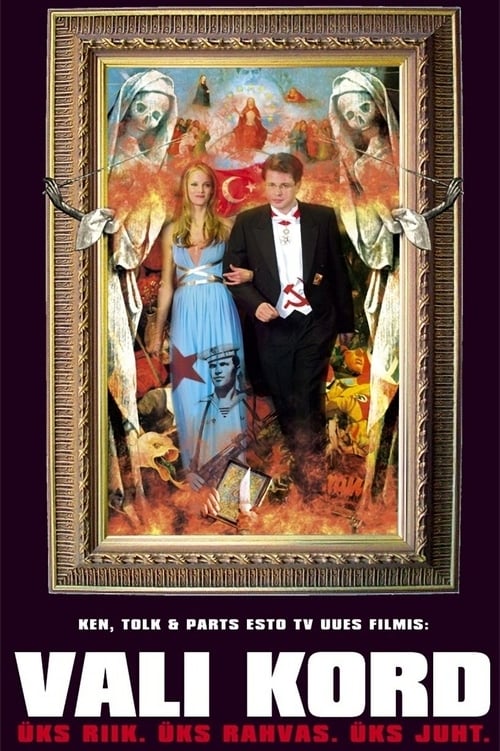 KEN, TOLK & PARTS ESTO TV UUES FILMIS:
VALI KORD
ÜKS RIIK. ÜKS RAHVAS. ÜKS JUHT.